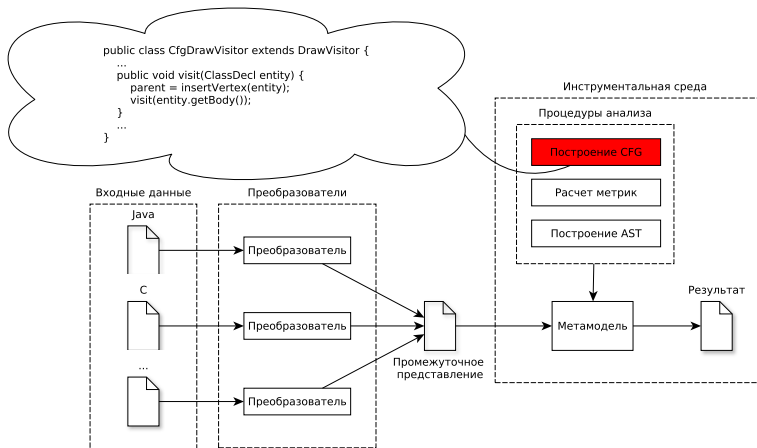 public class CfgDrawVisitor extends DrawVisitor {
...
public void visit(ClassDecl entity) {
parent = insertVertex(entity);
visit(entity.getBody());
}
...
}
Инструментальная среда
Процедуры анализа
Построение CFG
Расчет метрик
Построение AST
Входные данные
Преобразователи
Java
Преобразователь
C
Преобразователь
...
Преобразователь
Промежуточное
представление
Метамодель
Результат